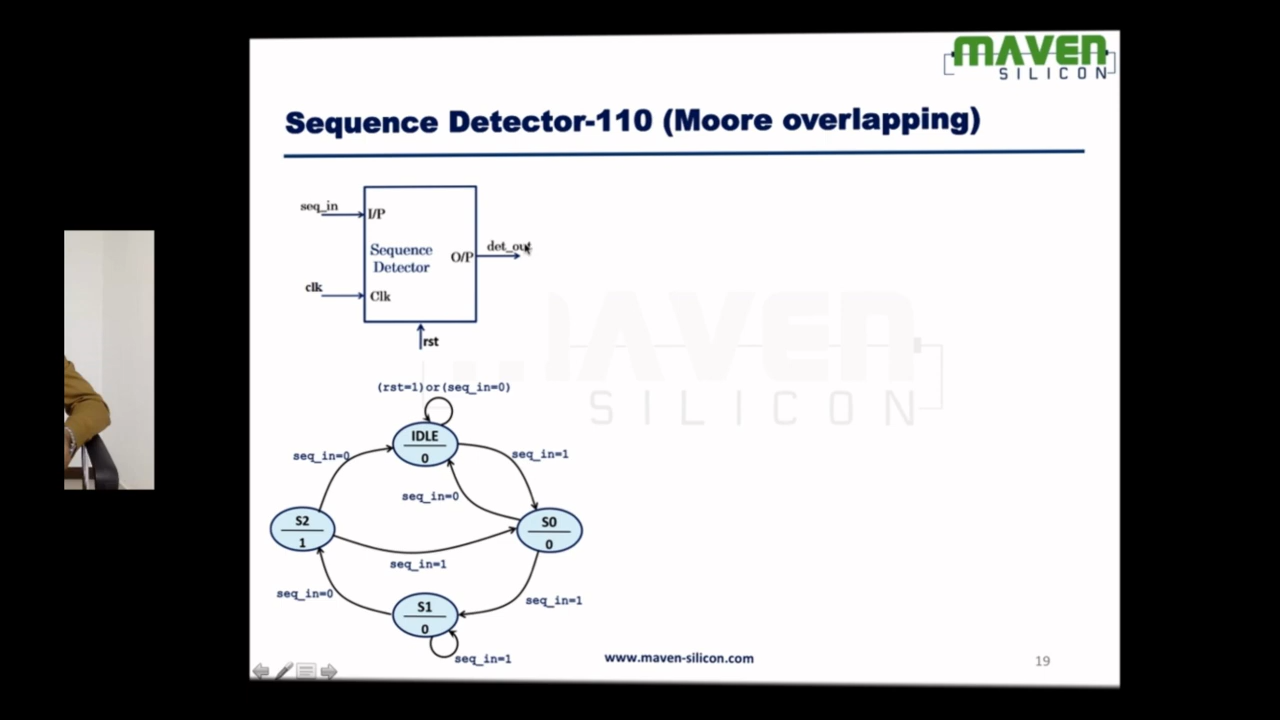 MAVEN
SILICON
Sequence Detector-110 (Moore overlapping)
seq_in
I/P
Sequence
Detector
O/P
det_out
clk
Clk
rst
MAVEN
SILICON
(rst=1)or(seq_in=0)
IDLE
0
seq_in=0
seq_in=1
seq_in=0
S2
1
S0
0
seq_in=1
seq_in=0
S1
0
seq_in=1
seq_in=1
www.maven-silicon.com
19